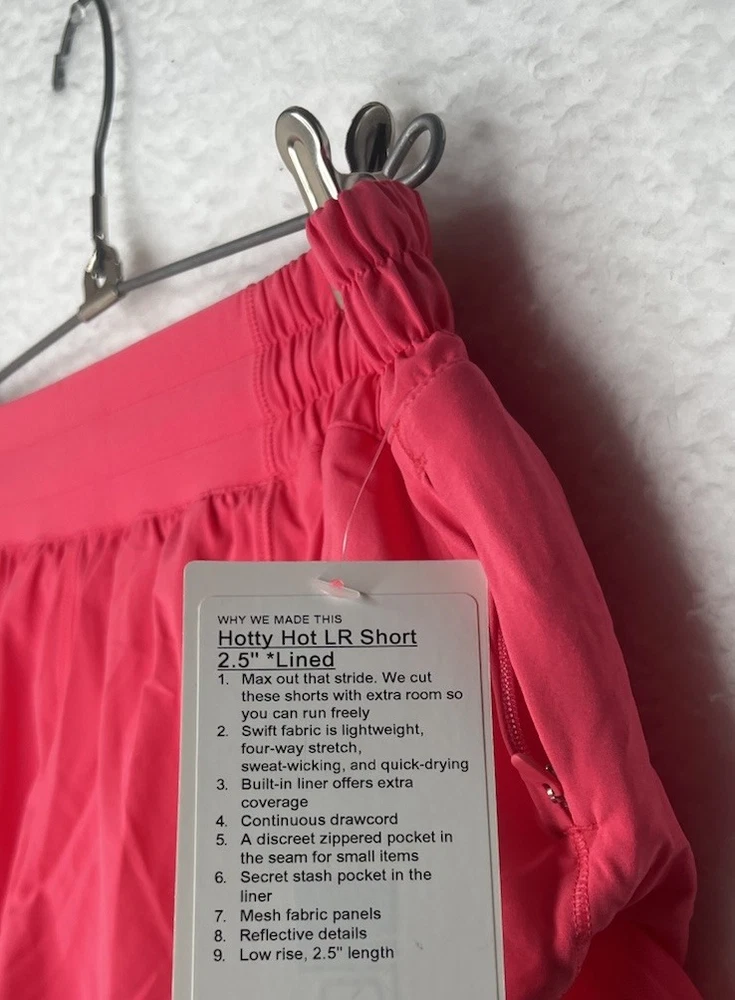 WHY WE MADE THIS
Hotty Hot LR Short
2.5" *Lined
1. Max out that stride. We cut
these shorts with extra room so
you can run freely
2. Swift fabric is lightweight,
four-way stretch,
sweat-wicking, and quick-drying
3. Built-in liner offers extra
coverage
4. Continuous drawcord
5. A discreet zippered pocket in
the seam for small items
6. Secret stash pocket in the
liner
7. Mesh fabric panels
8. Reflective details
9. Low rise, 2.5" length